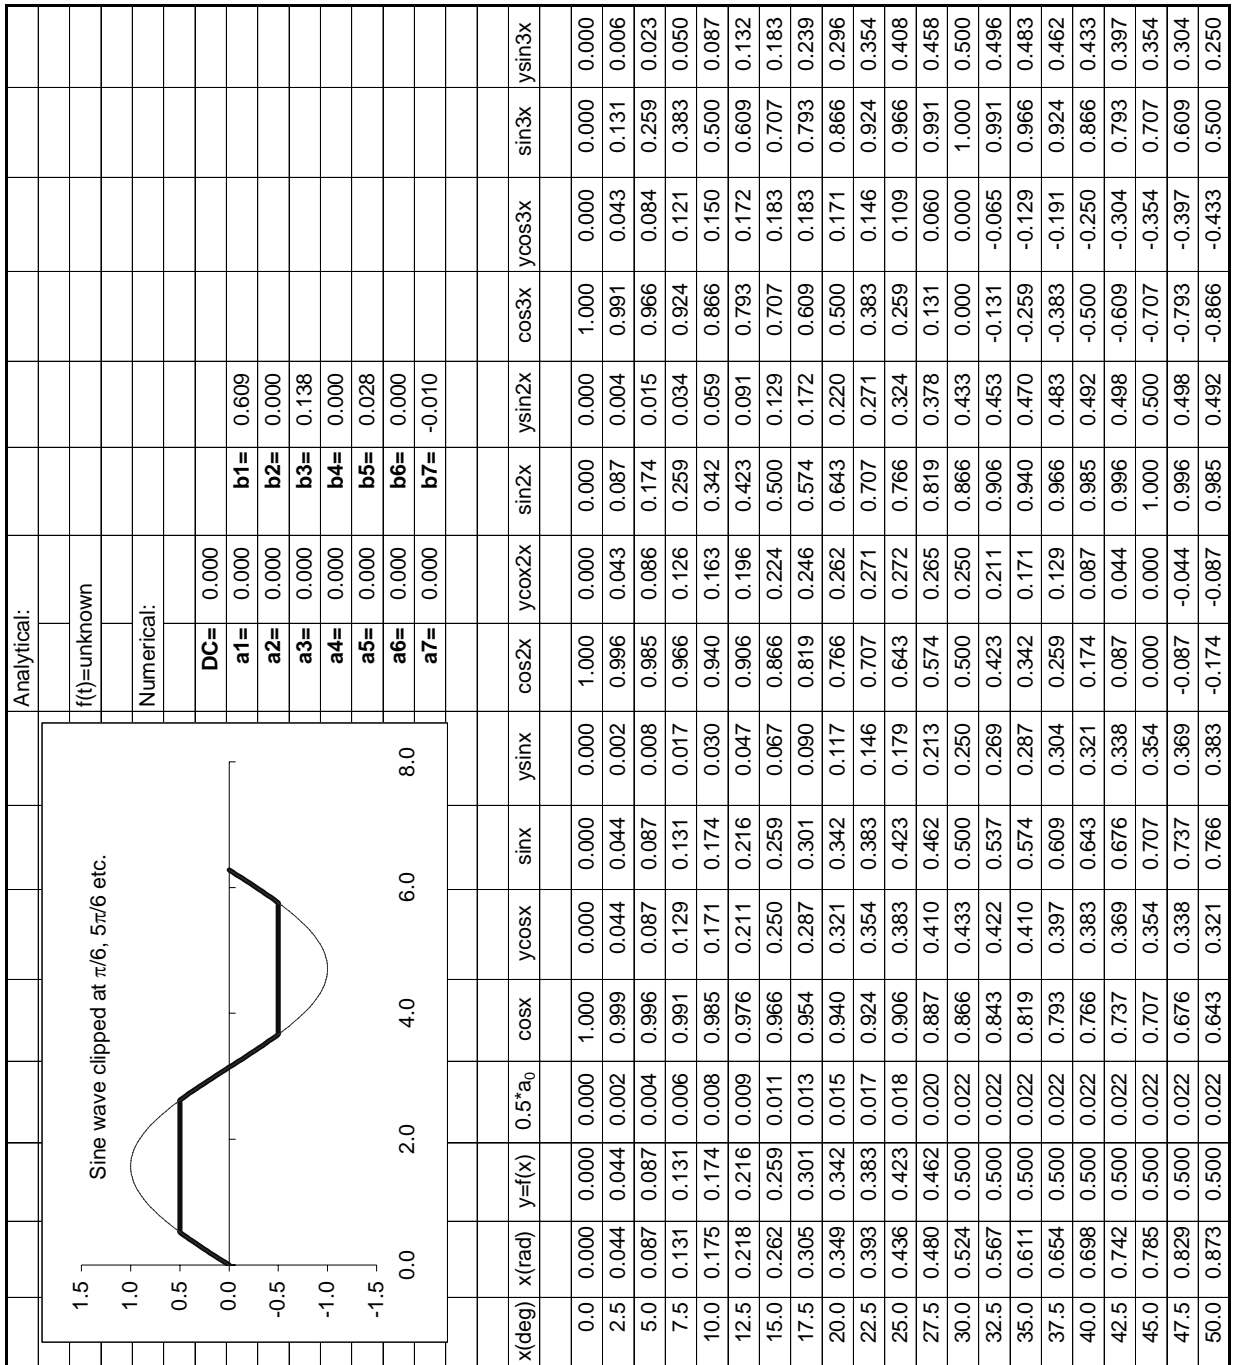 Analytical:
f(t)=unknown
Numerical:
DC= 0.000
a1= 0.000 b1= 0.609
a2= 0.000 b2= 0.000
a3= 0.000 b3= 0.138
a4= 0.000 b4= 0.000
a5= 0.000 b5= 0.028
a6= 0.000 b6= 0.000
a7= 0.000 b7= -0.010
Sine wave clipped at π/6, 5π/6 etc.
1.5
1.0
0.5
0.0
-0.5
-1.0
-1.5
0.0 2.0 4.0 6.0 8.0
x(deg) x(rad) y=f(x) 0.5*a0 cosx ycosx sinx ysinx cos2x ycox2x sin2x ysin2x cos3x ycos3x sin3x ysin3x
0.0 0.000 0.000 0.000 1.000 0.000 0.000 0.000 1.000 0.000 0.000 0.000 1.000 0.000 0.000 0.000
2.5 0.044 0.044 0.002 0.999 0.044 0.044 0.002 0.996 0.043 0.087 0.004 0.991 0.043 0.131 0.006
5.0 0.087 0.087 0.004 0.996 0.087 0.087 0.008 0.985 0.086 0.174 0.015 0.966 0.084 0.259 0.023
7.5 0.131 0.131 0.006 0.991 0.129 0.131 0.017 0.966 0.126 0.259 0.034 0.924 0.121 0.383 0.050
10.0 0.175 0.174 0.008 0.985 0.171 0.174 0.030 0.940 0.163 0.342 0.059 0.866 0.150 0.500 0.087
12.5 0.218 0.216 0.009 0.976 0.211 0.216 0.047 0.906 0.196 0.423 0.091 0.793 0.172 0.609 0.132
15.0 0.262 0.259 0.011 0.966 0.250 0.259 0.067 0.866 0.224 0.500 0.129 0.707 0.183 0.707 0.183
17.5 0.305 0.301 0.013 0.954 0.287 0.301 0.090 0.819 0.246 0.574 0.172 0.609 0.183 0.793 0.239
20.0 0.349 0.342 0.015 0.940 0.321 0.342 0.117 0.766 0.262 0.643 0.220 0.500 0.171 0.866 0.296
22.5 0.393 0.383 0.017 0.924 0.354 0.383 0.146 0.707 0.271 0.707 0.271 0.383 0.146 0.924 0.354
25.0 0.436 0.423 0.018 0.906 0.383 0.423 0.179 0.643 0.272 0.766 0.324 0.259 0.109 0.966 0.408
27.5 0.480 0.462 0.020 0.887 0.410 0.462 0.213 0.574 0.265 0.819 0.378 0.131 0.060 0.991 0.458
30.0 0.524 0.500 0.022 0.866 0.433 0.500 0.250 0.500 0.250 0.866 0.433 0.000 0.000 1.000 0.500
32.5 0.567 0.500 0.022 0.843 0.422 0.537 0.269 0.423 0.211 0.906 0.453 -0.131 -0.065 0.991 0.496
35.0 0.611 0.500 0.022 0.819 0.410 0.574 0.287 0.342 0.171 0.940 0.470 -0.259 -0.129 0.966 0.483
37.5 0.654 0.500 0.022 0.793 0.397 0.609 0.304 0.259 0.129 0.966 0.483 -0.383 -0.191 0.924 0.462
40.0 0.698 0.500 0.022 0.766 0.383 0.643 0.321 0.174 0.087 0.985 0.492 -0.500 -0.250 0.866 0.433
42.5 0.742 0.500 0.022 0.737 0.369 0.676 0.338 0.087 0.044 0.996 0.498 -0.609 -0.304 0.793 0.397
45.0 0.785 0.500 0.022 0.707 0.354 0.707 0.354 0.000 0.000 1.000 0.500 -0.707 -0.354 0.707 0.354
47.5 0.829 0.500 0.022 0.676 0.338 0.737 0.369 -0.087 -0.044 0.996 0.498 -0.793 -0.397 0.609 0.304
50.0 0.873 0.500 0.022 0.643 0.321 0.766 0.383 -0.174 -0.087 0.985 0.492 -0.866 -0.433 0.500 0.250